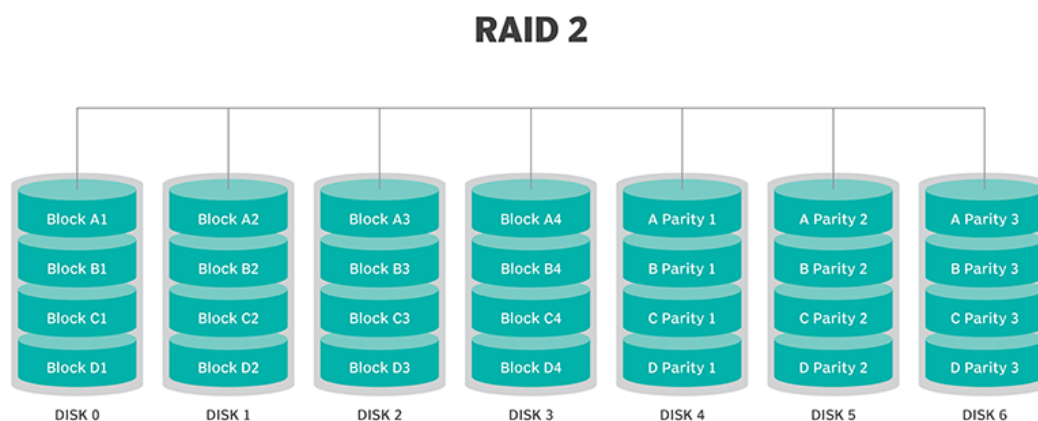 RAID 2
Block A1 Block A2 Block A3 Block A4 A Parity 1 A Parity 2 A Parity 3
Block B1 Block B2 Block B3 Block B4 B Parity 1 B Parity 2 B Parity 3
Block C1 Block C2 Block C3 Block C4 C Parity 1 C Parity 2 C Parity 3
Block D1 Block D2 Block D3 Block D4 D Parity 1 D Parity 2 D Parity 3
DISK 0 DISK 1 DISK 2 DISK 3 DISK 4 DISK 5 DISK 6